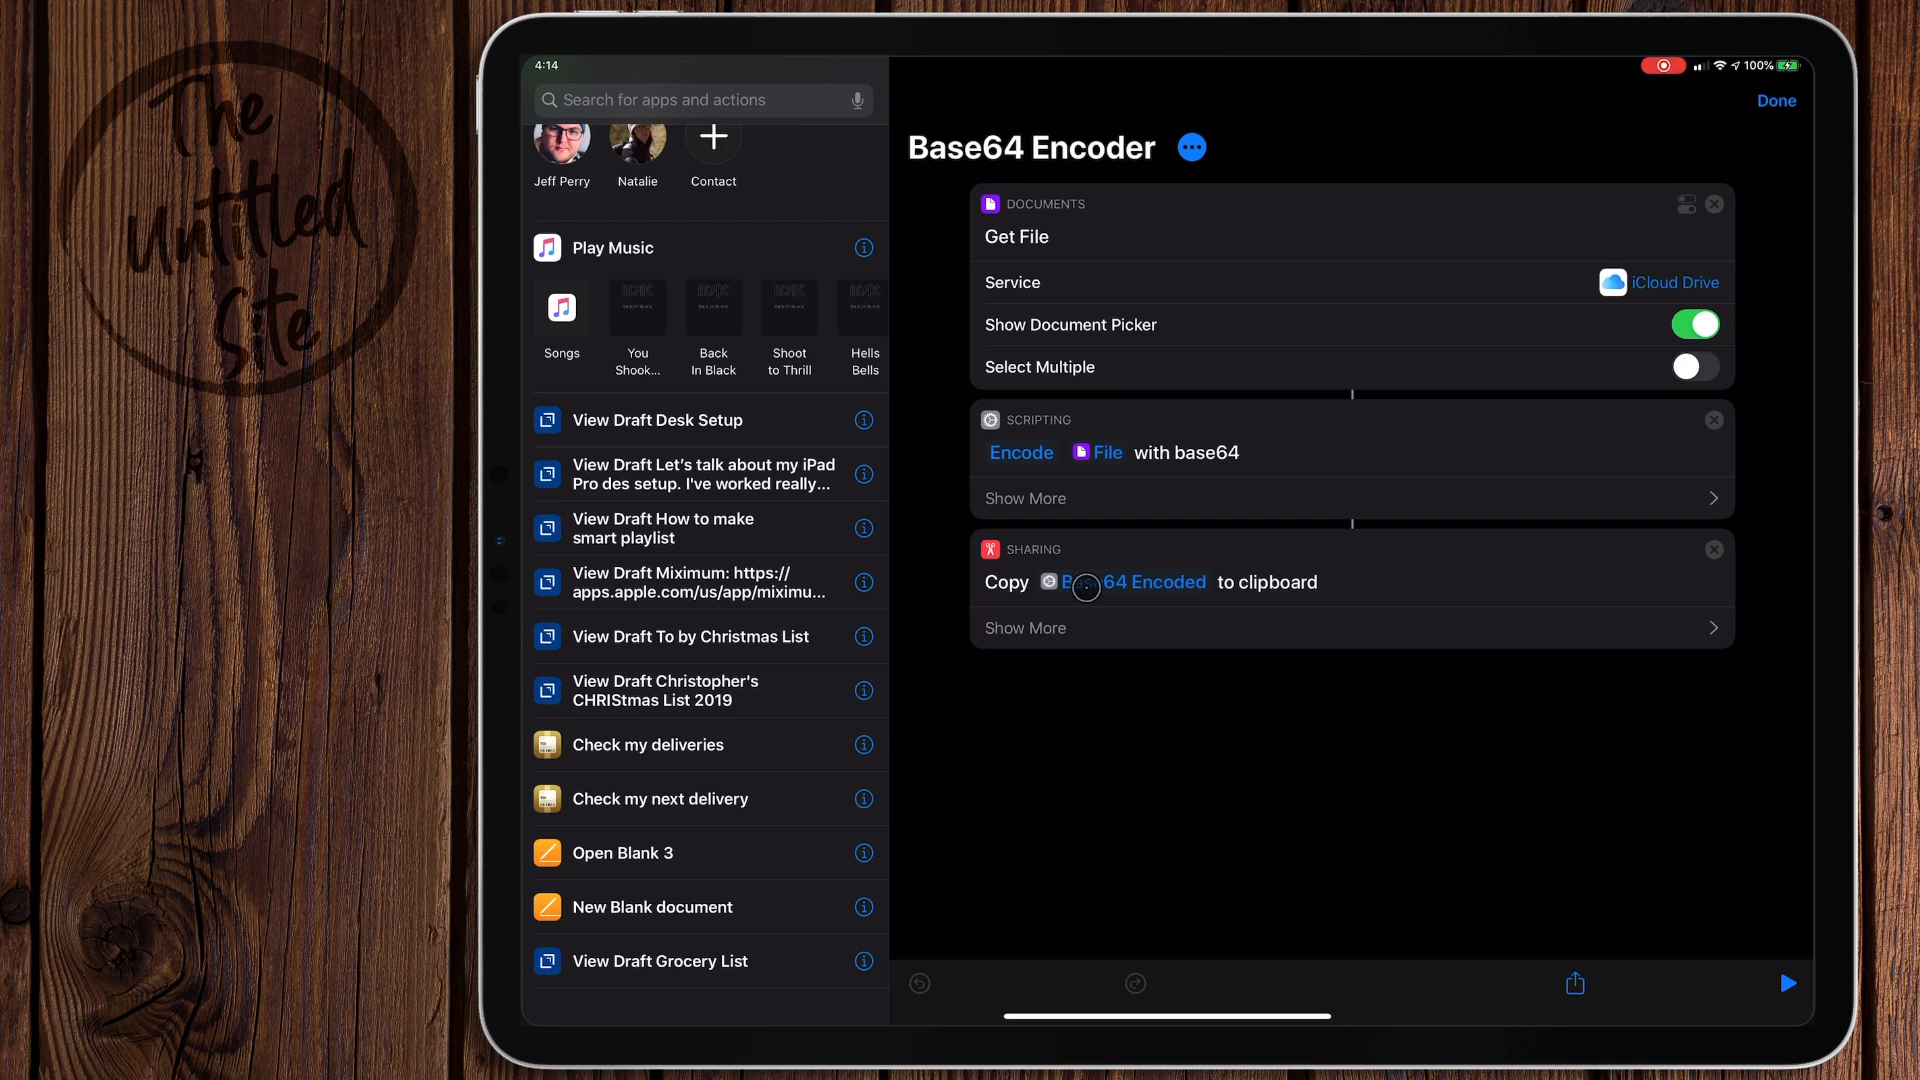 The
Untitled
Site
4:14
100%
Search for apps and actions
Jeff Perry
Natalie
Contact
Play Music
Songs
You
Shook...
Back
In Black
Shoot
to Thrill
Hells
Bells
View Draft Desk Setup
View Draft Let’s talk about my iPad
Pro des setup. I've worked really...
View Draft How to make
smart playlist
View Draft Miximum: https://
apps.apple.com/us/app/miximu...
View Draft To by Christmas List
View Draft Christopher's
CHRIStmas List 2019
Check my deliveries
Check my next delivery
Open Blank 3
New Blank document
View Draft Grocery List
Done
Base64 Encoder
DOCUMENTS
Get File
Service
iCloud Drive
Show Document Picker
Select Multiple
SCRIPTING
Encode File with base64
Show More
SHARING
Copy Base64 Encoded to clipboard
Show More